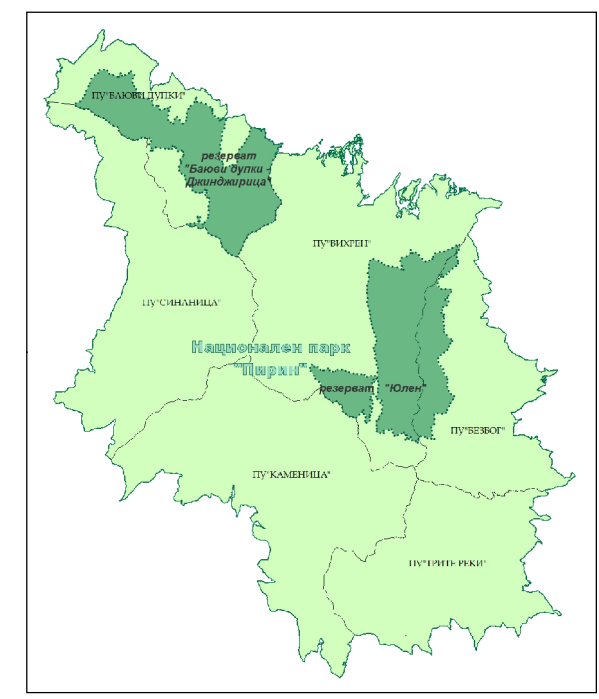 ПУ"БАЮВИ ДУПКИ"
резерват
"Баюви дупки -
Джинджирица"
ПУ"ВИХРЕН"
ПУ"СИНАНИЦА"
Национален парк
"Пирин"
резерват "Юлен"
ПУ"БЕЗБОГ"
ПУ"КАМЕНИЦА"
ПУ"ТРИТЕ РЕКИ"